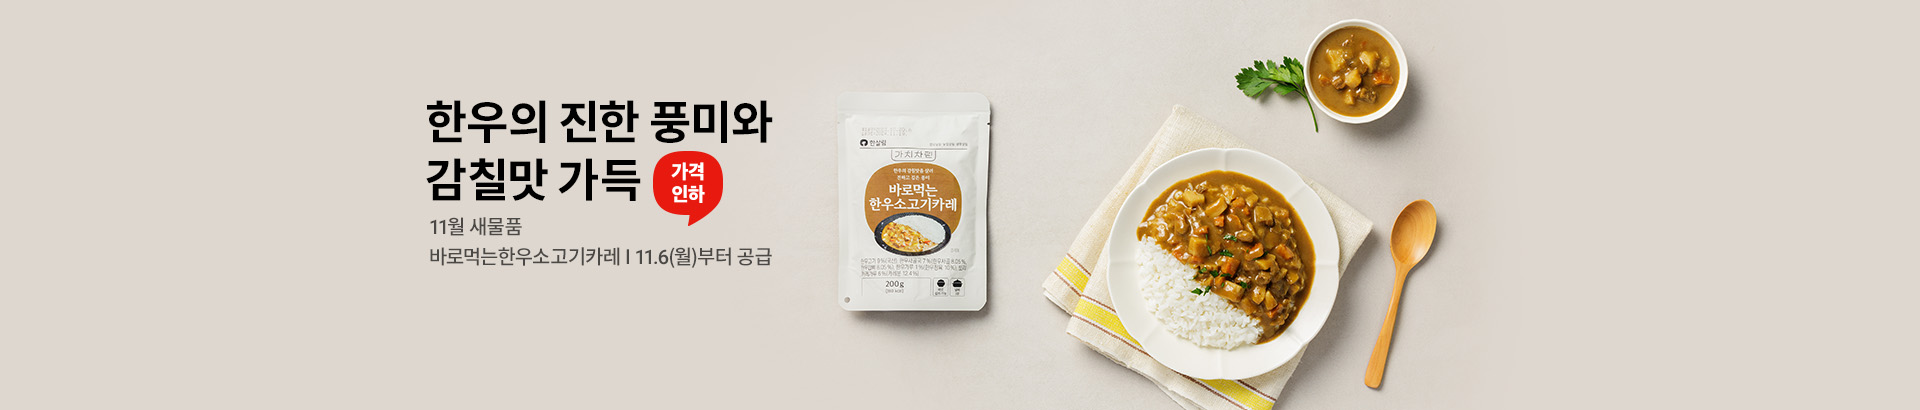 한우의 진한 풍미와
감칠맛 가득
가격
인하
11월 새물품
바로먹는한우소고기카레 I 11.6(월)부터 공급
한살림
가치차림
바로먹는
한우소고기카레
200g